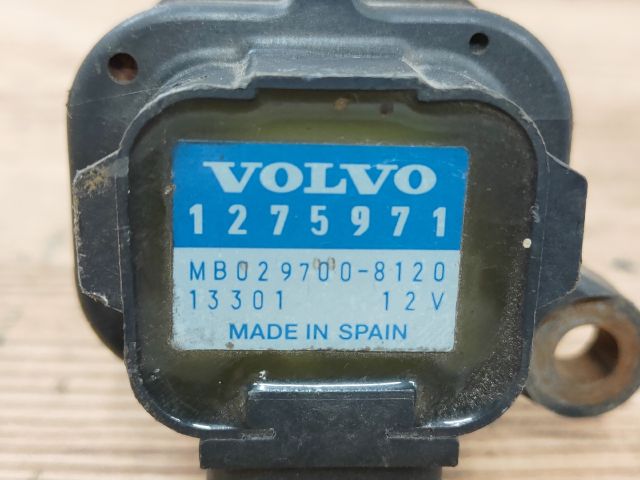 VOLVO
1275971
MB029700-8120
13301 12V
MADE IN SPAIN